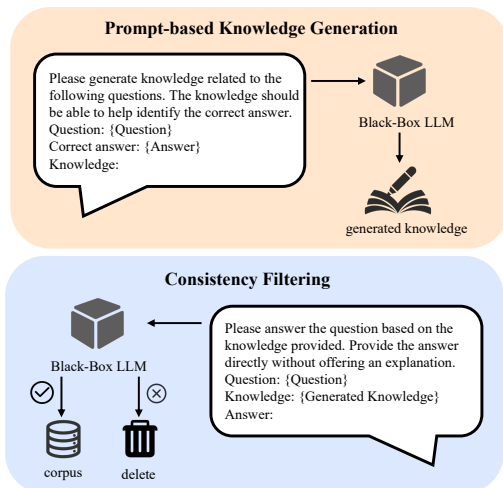 Prompt-based Knowledge Generation
Please generate knowledge related to the
following questions. The knowledge should
be able to help identify the correct answer.
Question: {Question}
Correct answer: {Answer}
Knowledge:
Black-Box LLM
generated knowledge
Consistency Filtering
Black-Box LLM
corpus
delete
Please answer the question based on the
knowledge provided. Provide the answer
directly without offering an explanation.
Question: {Question}
Knowledge: {Generated Knowledge}
Answer: